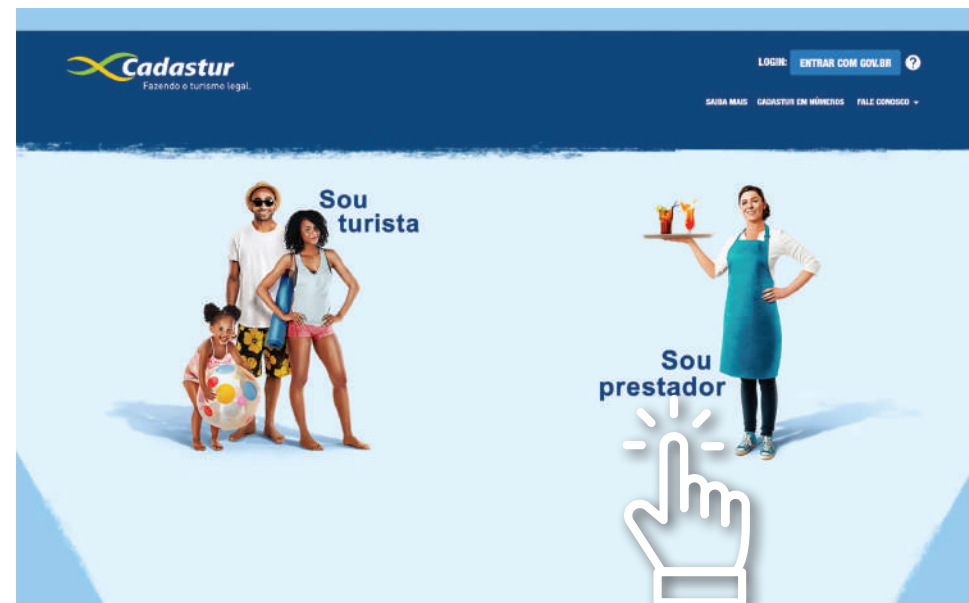 Cadastur
Fazendo o turismo legal.
LOGIN: ENTRAR COM GOV.BR ?
SAIBA MAIS CADASTUR EM NÚMEROS FALE CONOSCO
Sou
turista
Sou
prestador